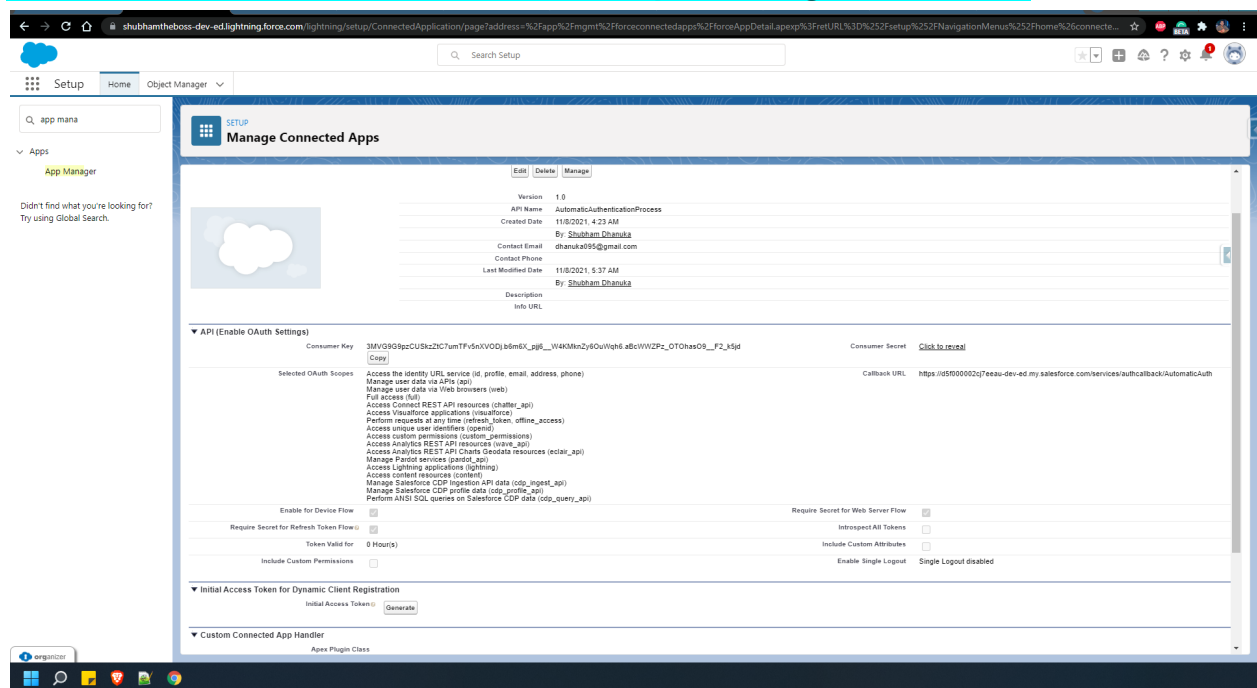 shubhamtheboss-dev-ed.lightning.force.com/lightning/setup/ConnectedApplication/page?address=%2Fapp%2Fmgmt%2Fforceconnectedapps%2FforceAppDetail.apexp%3FretURL%3D%252Fsetup%252FNavigationMenus%252Fhome%26connecte...
BETA
Search Setup
1
Setup
Home
Object Manager
app mana
Apps
App Manager
Didn't find what you're looking for?
Try using Global Search.
SETUP
Manage Connected Apps
Edit Delete Manage
Version 1.0
API Name AutomaticAuthenticationProcess
Created Date 11/8/2021, 4:23 AM
By: Shubham Dhanuka
Contact Email dhanuka095@gmail.com
Contact Phone
Last Modified Date 11/8/2021, 5:37 AM
By: Shubham Dhanuka
Description
Info URL
API (Enable OAuth Settings)
Consumer Key 3MVG9G9pzCUSkzZtC7umTFv5nXVODj.b6m6X_pjj6__W4KMknZy6OuWqh6.aBcWWZPz_OTOhasO9__F2_k5jd
Copy
Consumer Secret Click to reveal
Selected OAuth Scopes Access the identity URL service (id, profile, email, address, phone)
Manage user data via APIs (api)
Manage user data via Web browsers (web)
Full access (full)
Access Connect REST API resources (chatter_api)
Access Visualforce applications (visualforce)
Perform requests at any time (refresh_token, offline_access)
Access unique user identifiers (openid)
Access custom permissions (custom_permissions)
Access Analytics REST API resources (wave_api)
Access Analytics REST API Charts Geodata resources (eclair_api)
Manage Pardot services (pardot_api)
Access Lightning applications (lightning)
Access content resources (content)
Manage Salesforce CDP Ingestion API data (cdp_ingest_api)
Manage Salesforce CDP profile data (cdp_profile_api)
Perform ANSI SQL queries on Salesforce CDP data (cdp_query_api)
Callback URL https://d5f000002cj7eeau-dev-ed.my.salesforce.com/services/authcallback/AutomaticAuth
Enable for Device Flow
Require Secret for Web Server Flow
Require Secret for Refresh Token Flow
Introspect All Tokens
Token Valid for 0 Hour(s)
Include Custom Attributes
Include Custom Permissions
Enable Single Logout Single Logout disabled
Initial Access Token for Dynamic Client Registration
Initial Access Token Generate
Custom Connected App Handler
Apex Plugin Class
organizer